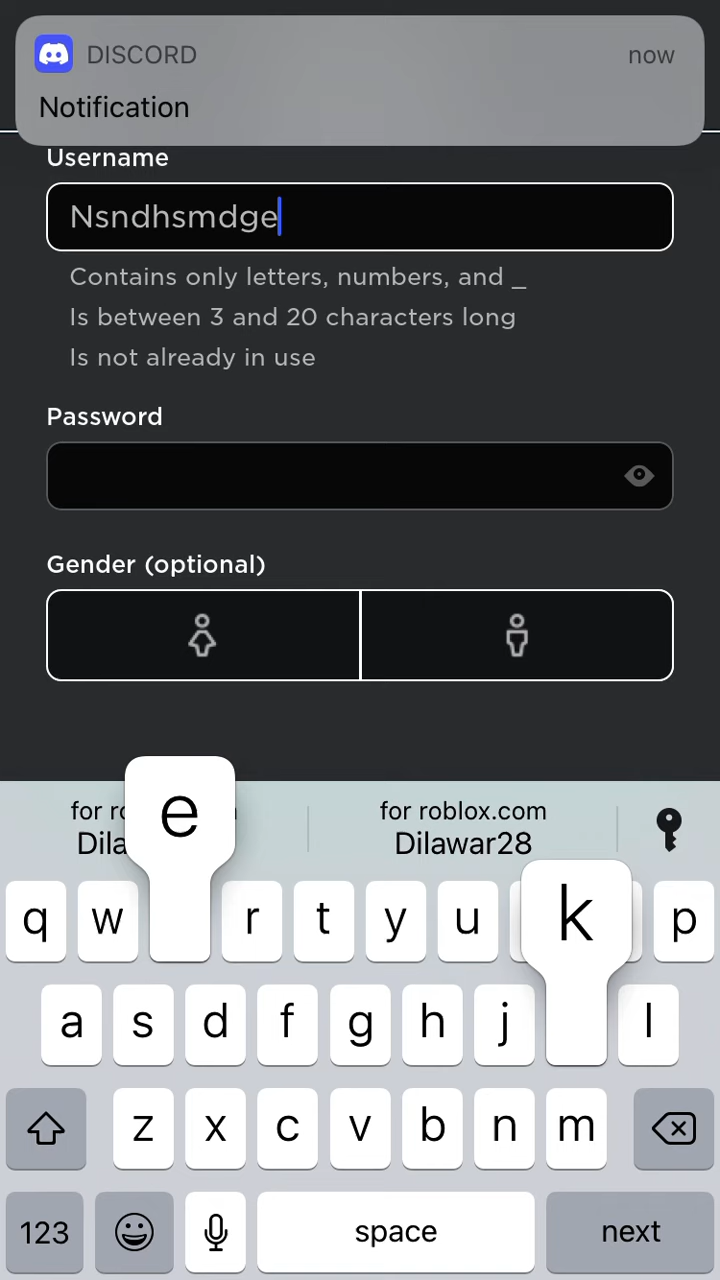 DISCORD now
Notification
Username
Nsndhsmdge
Contains only letters, numbers, and _
Is between 3 and 20 characters long
Is not already in use
Password
Gender (optional)
for roblox.com
Dilawar28
e
k
q w r t y u p
a s d f g h j l
z x c v b n m
123 space next